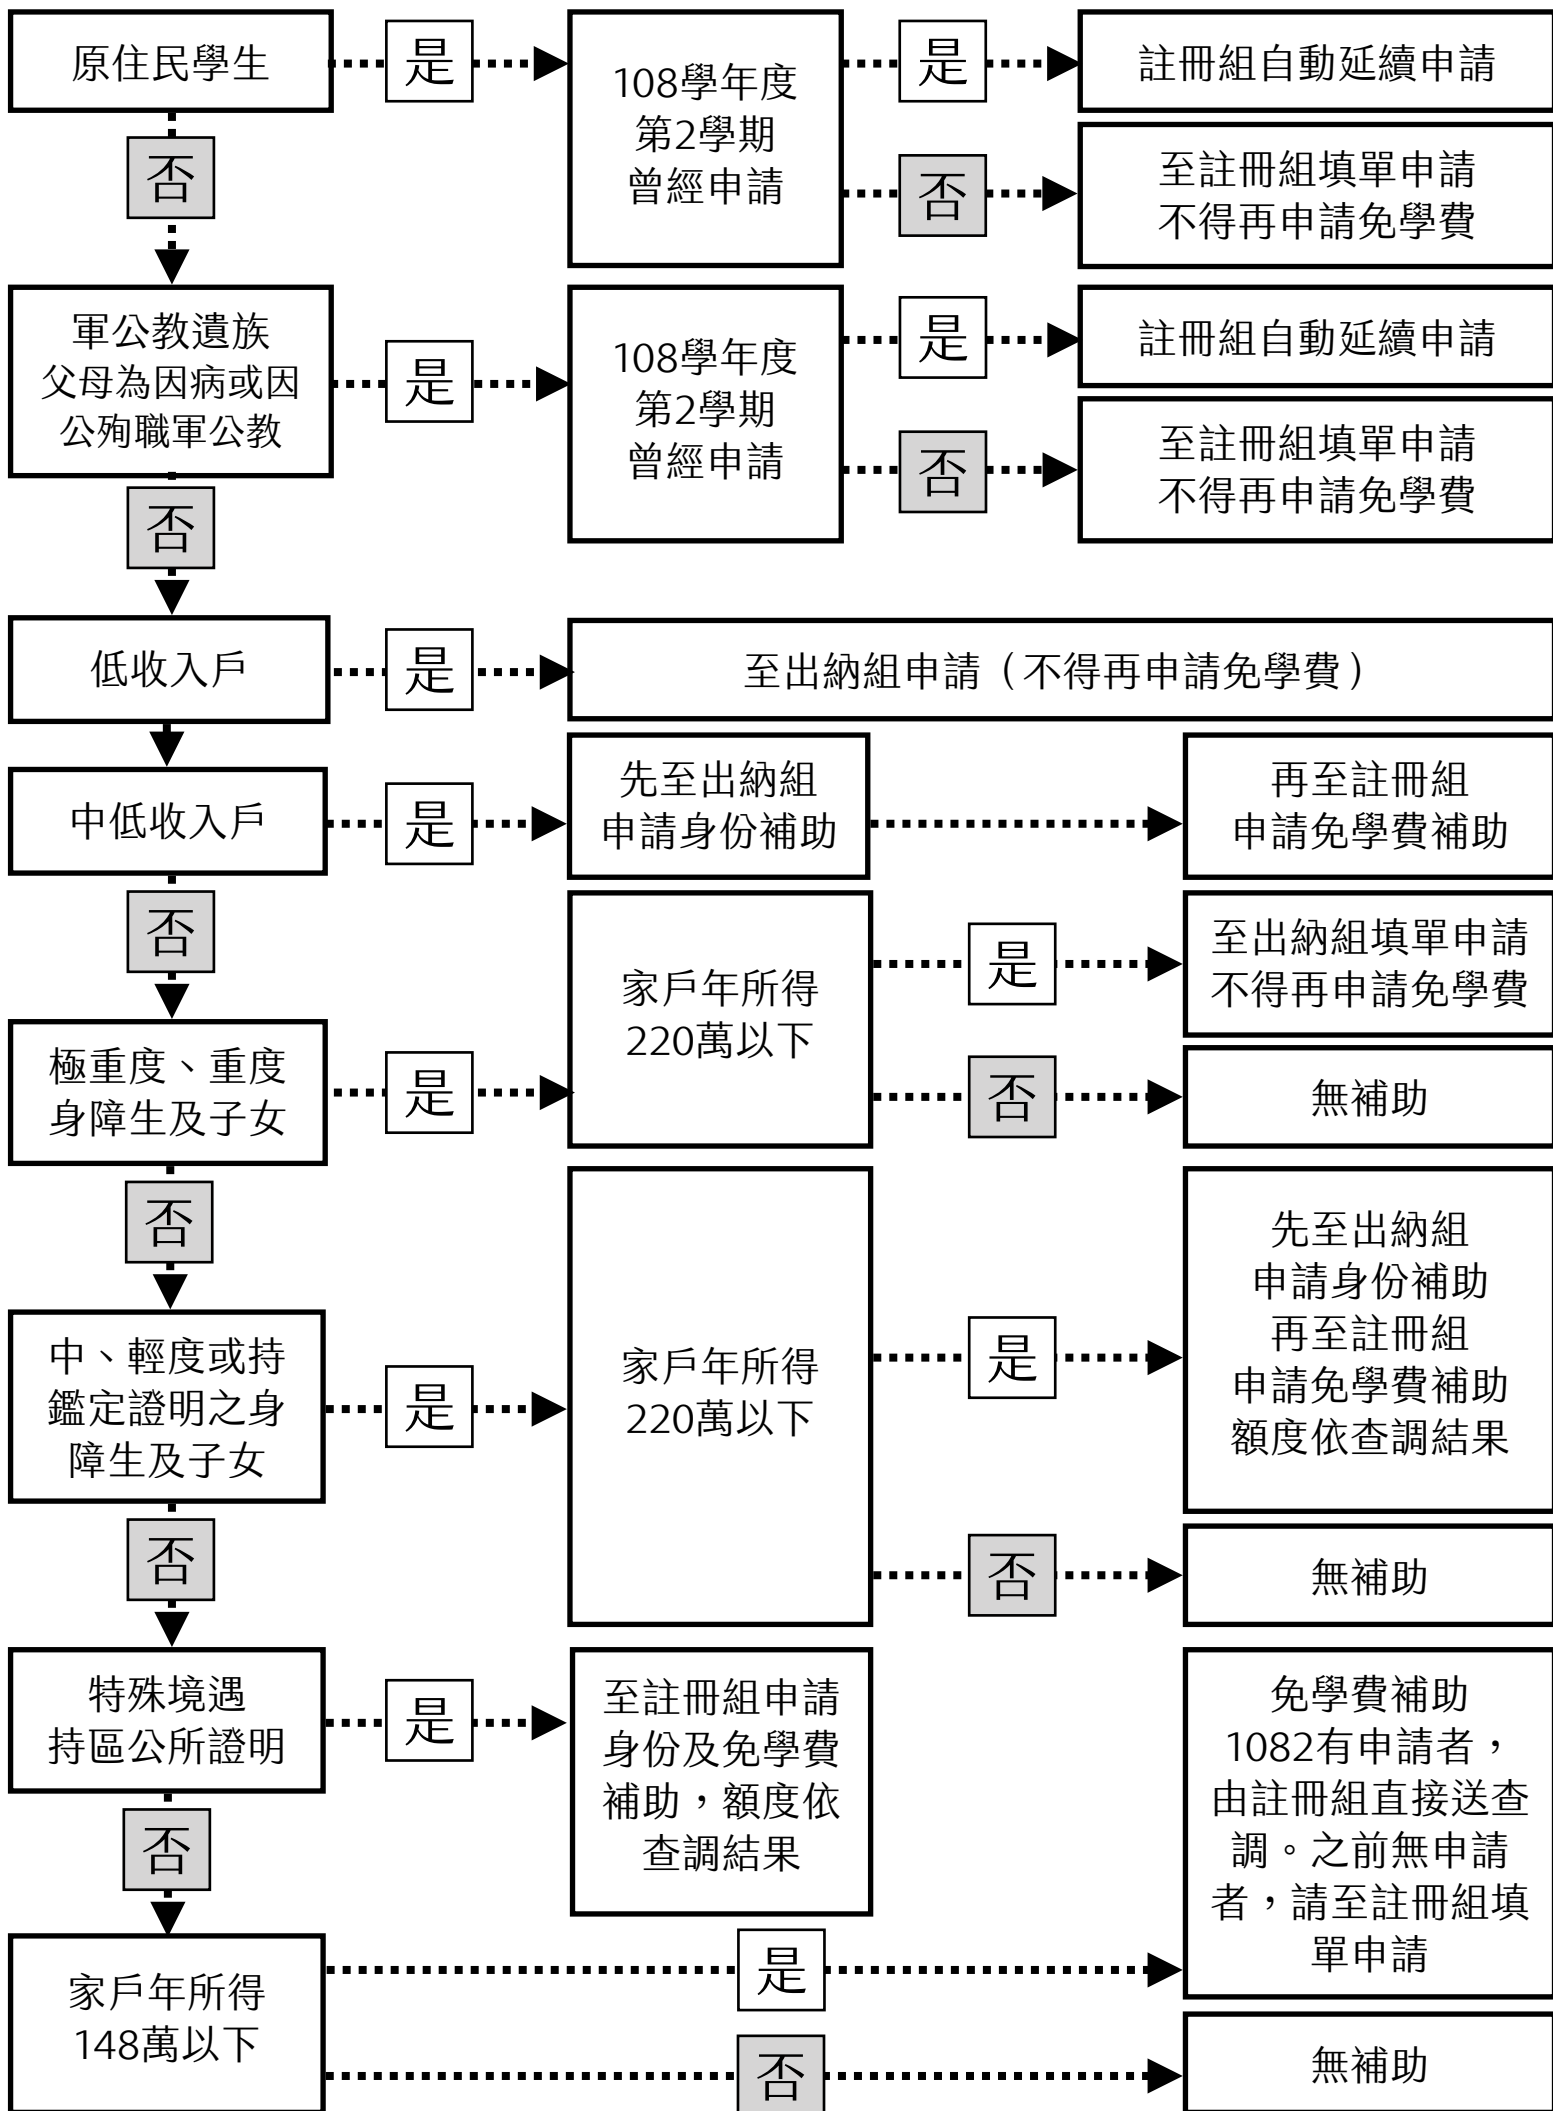 原住民學生
是
108學年度
第2學期
曾經申請
是
註冊組自動延續申請
否
至註冊組填單申請
不得再申請免學費
否
軍公教遺族
父母為因病或因
公殉職軍公教
是
108學年度
第2學期
曾經申請
是
註冊組自動延續申請
否
至註冊組填單申請
不得再申請免學費
否
低收入戶
是
至出納組申請（不得再申請免學費）
中低收入戶
是
先至出納組
申請身份補助
再至註冊組
申請免學費補助
否
極重度、重度
身障生及子女
是
家戶年所得
220萬以下
是
至出納組填單申請
不得再申請免學費
否
無補助
否
中、輕度或持
鑑定證明之身
障生及子女
是
家戶年所得
220萬以下
是
先至出納組
申請身份補助
再至註冊組
申請免學費補助
額度依查調結果
否
無補助
否
特殊境遇
持區公所證明
是
至註冊組申請
身份及免學費
補助，額度依
查調結果
否
家戶年所得
148萬以下
是
免學費補助
1082有申請者，
由註冊組直接送查
調。之前無申請
者，請至註冊組填
單申請
否
無補助